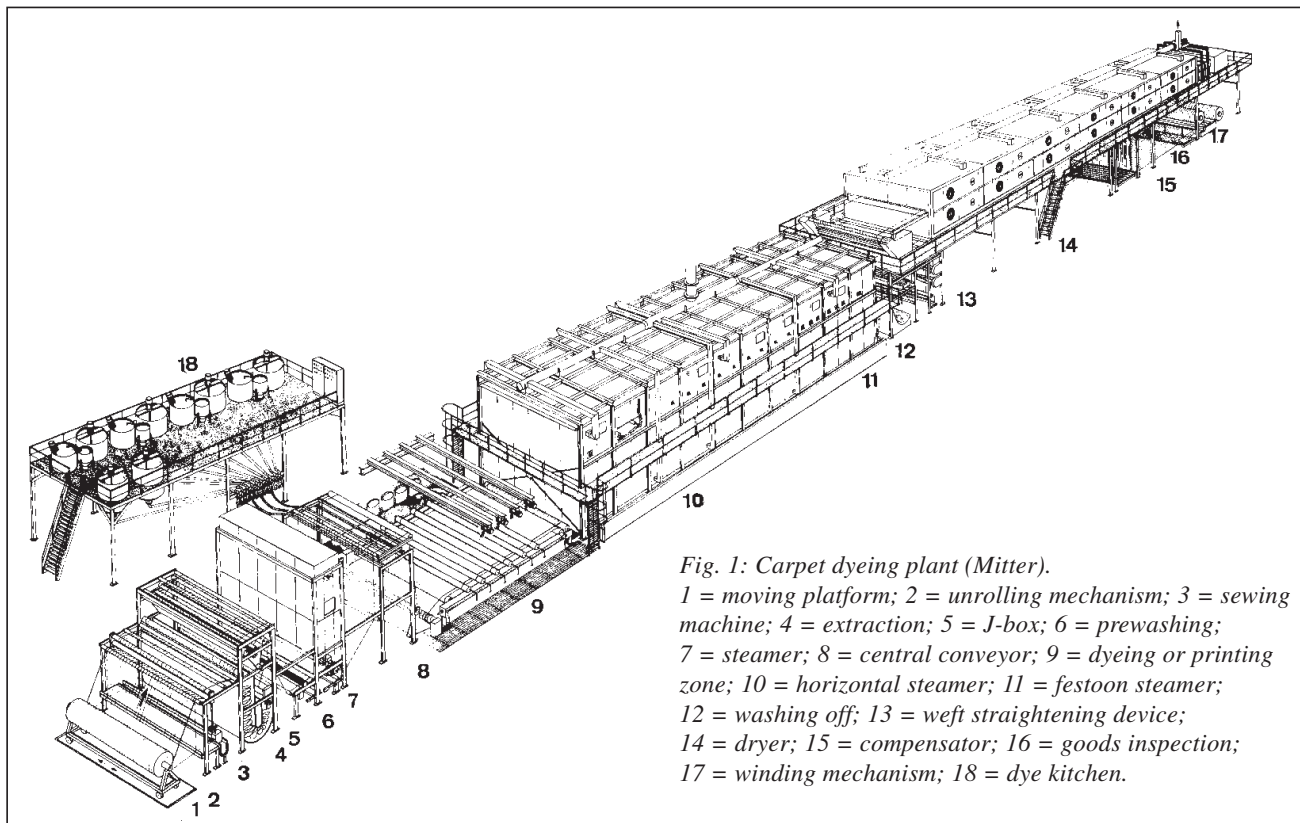 18
17
16
15
14
13
12
11
10
9
8
7
6
5
4
3
2
1
Fig. 1: Carpet dyeing plant (Mitter).
1 = moving platform; 2 = unrolling mechanism; 3 = sewing
machine; 4 = extraction; 5 = J-box; 6 = prewashing;
7 = steamer; 8 = central conveyor; 9 = dyeing or printing
zone; 10 = horizontal steamer; 11 = festoon steamer;
12 = washing off; 13 = weft straightening device;
14 = dryer; 15 = compensator; 16 = goods inspection;
17 = winding mechanism; 18 = dye kitchen.